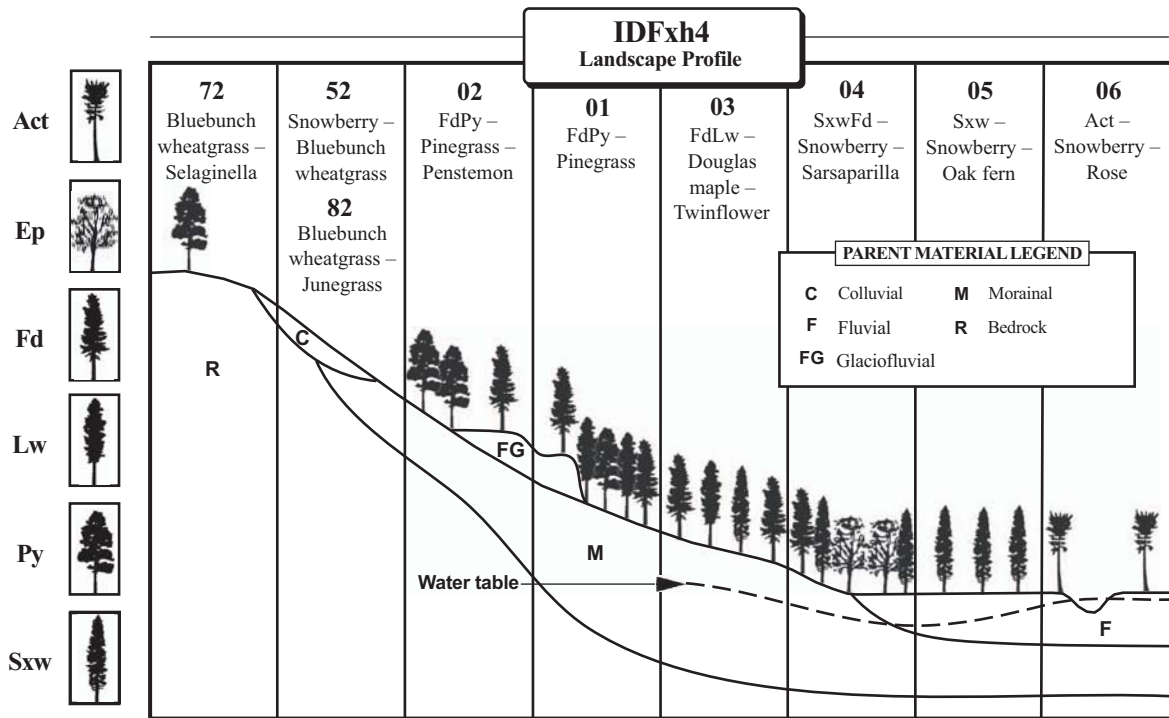 IDFxh4
Landscape Profile
Act
Ep
Fd
Lw
Py
Sxw
72
Bluebunch
wheatgrass –
Selaginella
52
Snowberry –
Bluebunch
wheatgrass
82
Bluebunch
wheatgrass –
Junegrass
02
FdPy –
Pinegrass –
Penstemon
01
FdPy –
Pinegrass
03
FdLw –
Douglas
maple –
Twinflower
04
SxwFd –
Snowberry –
Sarsaparilla
05
Sxw –
Snowberry –
Oak fern
06
Act –
Snowberry –
Rose
PARENT MATERIAL LEGEND
C Colluvial
F Fluvial
FG Glaciofluvial
M Morainal
R Bedrock
R
C
FG
M
Water table
F